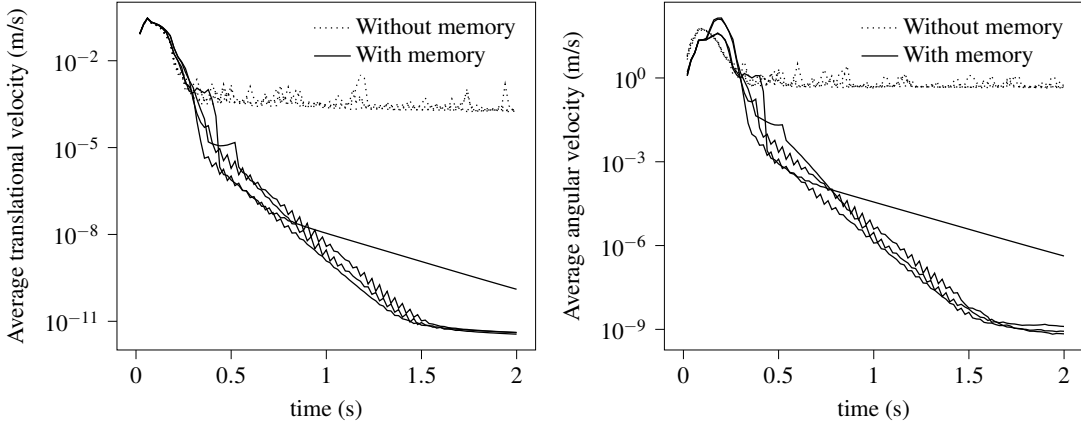 Average translational velocity (m/s)
10⁻²
10⁻⁵
10⁻⁸
10⁻¹¹
Without memory
With memory
0
0.5
1
1.5
2
time (s)
Average angular velocity (m/s)
10⁰
10⁻³
10⁻⁶
10⁻⁹
Without memory
With memory
0
0.5
1
1.5
2
time (s)